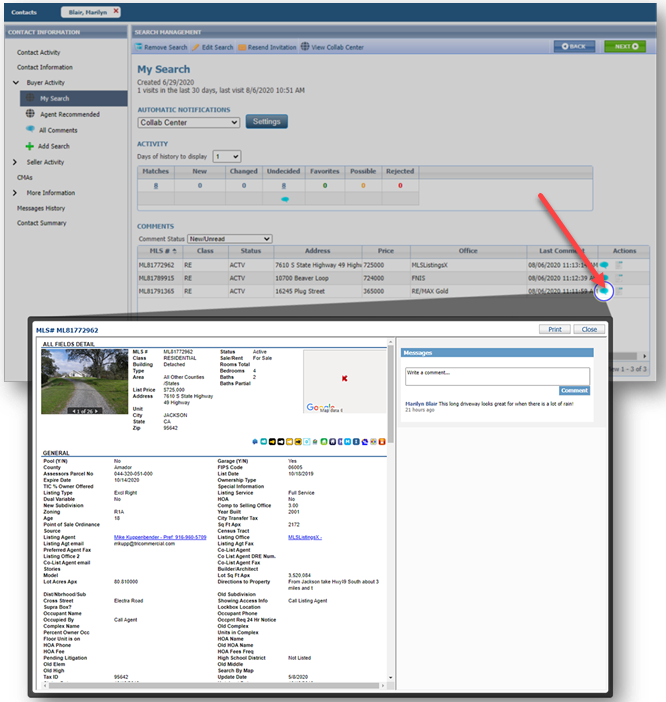 Contacts
Blair, Marilyn
CONTACT INFORMATION
Contact Activity
Contact Information
Buyer Activity
My Search
Agent Recommended
All Comments
Add Search
Seller Activity
CMAs
More Information
Messages History
Contact Summary
SEARCH MANAGEMENT
Remove Search Edit Search Resend Invitation View Collab Center
BACK NEXT
My Search
Created 6/29/2020
1 visits in the last 30 days, last visit 8/6/2020 10:51 AM
AUTOMATIC NOTIFICATIONS
Collab Center Settings
ACTIVITY
Days of history to display 1
Matches New Changed Undecided Favorites Possible Rejected
8 0 0 8 0 0 0
COMMENTS
Comment Status New/Unread
MLS # Class Status Address Price Office Last Comment Actions
ML81772962 RE ACTV 7610 S State Highway 49 Highw 725000 MLSListingsX 08/06/2020 11:13:14 AM
ML81789915 RE ACTV 10700 Beaver Loop 724000 FNIS 08/06/2020 11:12:39 AM
ML81791365 RE ACTV 16245 Plug Street 365000 RE/MAX Gold 08/06/2020 11:11:59 AM
View 1 - 3 of 3
MLS# ML81772962
Print Close
ALL FIELDS DETAIL
1 of 26
MLS # ML81772962 Status Active
Class RESIDENTIAL Sale/Rent For Sale
Building Detached Rooms Total
Type Bedrooms 4
Area All Other Counties Baths 2
/States Baths Partial
List Price $725,000
Address 7610 S State Highway
49 Highway
Unit
City JACKSON
State CA
Zip 95642
Google Map data ©
Messages
Write a comment...
Comment
Marilyn Blair This long driveway looks great for when there is a lot of rain!
21 hours ago
GENERAL
Pool (Y/N) No Garage (Y/N) Yes
County Amador FIPS Code 06005
Assessors Parcel No 044-320-051-000 List Date 10/15/2019
Expire Date 10/14/2020 Ownership Type
TIC % Owner Offered Special Information
Listing Type Excl Right Listing Service Full Service
Dual Variable No HOA No
New Subdivision Comp to Selling Office 3.00
Zoning R1A Year Built 2001
Age 18 City Transfer Tax
Point of Sale Ordinance Sq Ft Apx 2172
Source Census Tract
Listing Agent Mike Kuppenbender - Pref: 916-960-5789 Listing Office MLSListingsX -
Listing Agt email mkupp@tricommercial.com Listing Agt Fax
Preferred Agent Fax Co-List Agent
Listing Office 2 Co List Agent DRE Num.
Co-List Agent email Co-List Agent Fax
Stories Builder/Architect
Model Lot Sq Ft Apx 3,520,084
Lot Acres Apx 80.810000 Directions to Property From Jackson take Hwy/9 South about 3
miles and t
Dist/Nbrhood/Sub Old Subdivision
Cross Street Electra Road Showing Access Info Call Listing Agent
Supra Box? Lockbox Location
Occupant Name Occupant Phone
Occupied By Call Agent Occpnt Req 24 Hr Notice
Complex Name Old Complex
Percent Owner Occ Units in Complex
Floor Unit is on HOA Name
HOA Phone Old HOA Name
HOA Fee HOA Fees Freq
Pending Litigation High School District Not Listed
Old Elem Old Middle
Old High Search By Map
Tax ID 95642 Update Date 5/8/2020